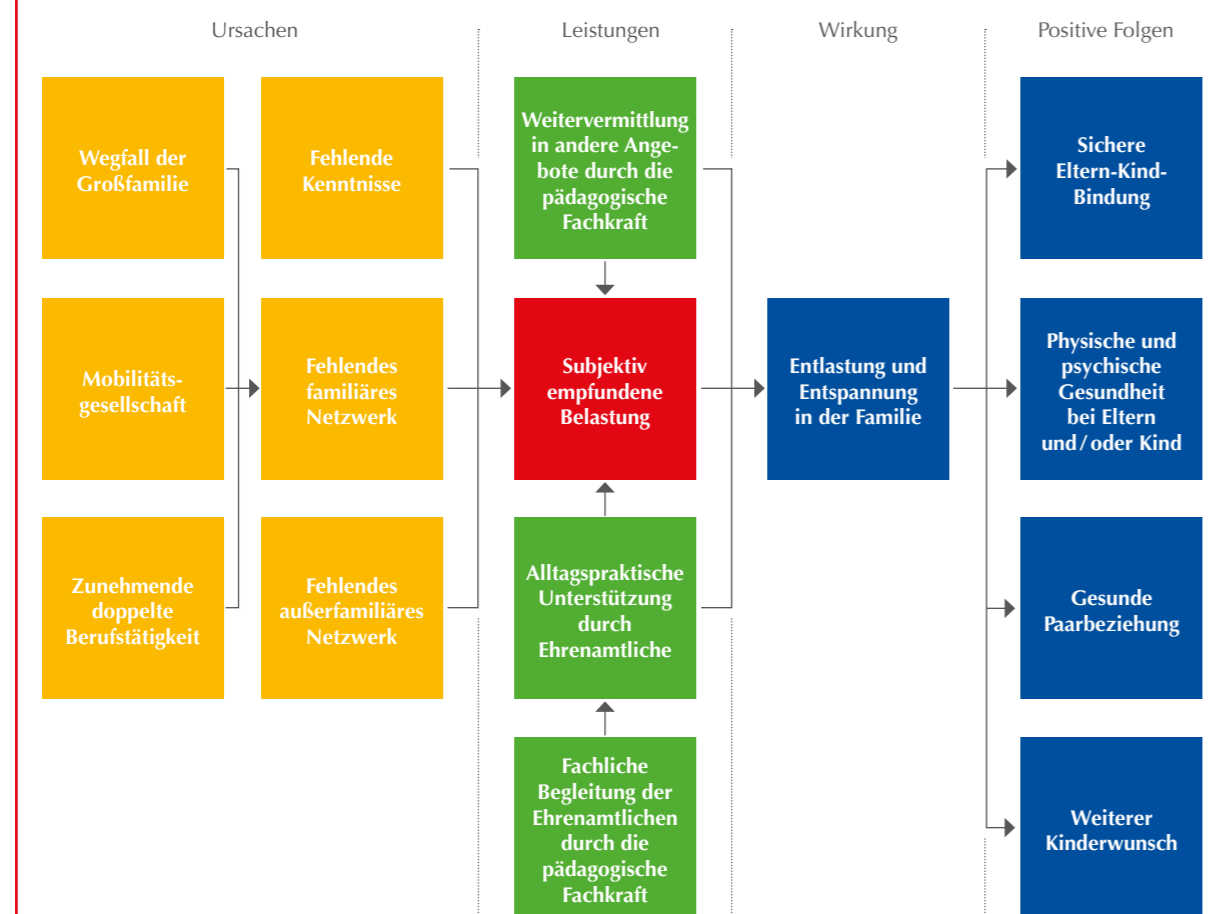 Ursachen
Leistungen
Wirkung
Positive Folgen
Wegfall der
Großfamilie
Fehlende
Kenntnisse
Weitervermittlung
in andere Ange-
bote durch die
pädagogische
Fachkraft
Sichere
Eltern-Kind-
Bindung
Mobilitäts-
gesellschaft
Fehlendes
familiäres
Netzwerk
Subjektiv
empfundene
Belastung
Entlastung und
Entspannung
in der Familie
Physische und
psychische
Gesundheit
bei Eltern
und/oder Kind
Zunehmende
doppelte
Berufstätigkeit
Fehlendes
außerfamiliäres
Netzwerk
Alltagspraktische
Unterstützung
durch
Ehrenamtliche
Gesunde
Paarbeziehung
Fachliche
Begleitung der
Ehrenamtlichen
durch die
pädagogische
Fachkraft
Weiterer
Kinderwunsch